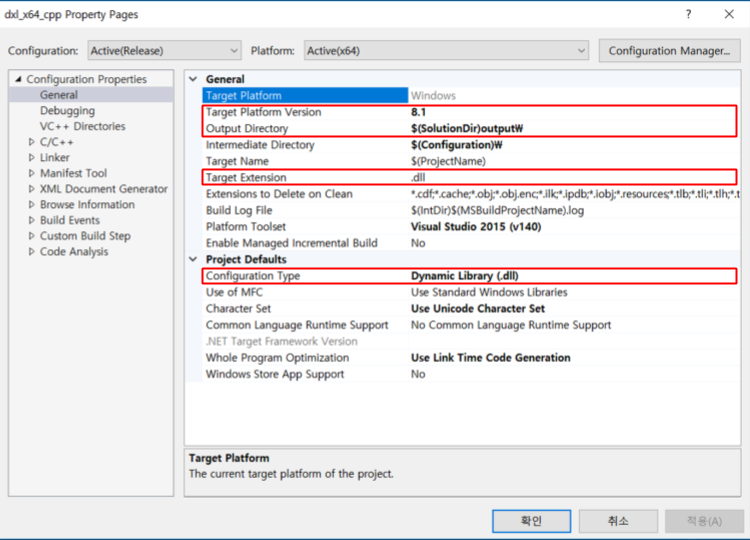 dxl_x64_cpp Property Pages
? ×
Configuration: Active(Release) Platform: Active(x64) Configuration Manager...
Configuration Properties
General
Debugging
VC++ Directories
C/C++
Linker
Manifest Tool
XML Document Generator
Browse Information
Build Events
Custom Build Step
Code Analysis
General
Target Platform Windows
Target Platform Version 8.1
Output Directory $(SolutionDir)output₩
Intermediate Directory $(Configuration)₩
Target Name $(ProjectName)
Target Extension .dll
Extensions to Delete on Clean *.cdf;*.cache;*.obj;*.obj.enc;*.ilk;*.ipdb;*.iobj;*.resources;*.tlb;*.tli;*.tlh;*.t
Build Log File $(IntDir)$(MSBuildProjectName).log
Platform Toolset Visual Studio 2015 (v140)
Enable Managed Incremental Build No
Project Defaults
Configuration Type Dynamic Library (.dll)
Use of MFC Use Standard Windows Libraries
Character Set Use Unicode Character Set
Common Language Runtime Support No Common Language Runtime Support
.NET Target Framework Version
Whole Program Optimization Use Link Time Code Generation
Windows Store App Support No
Target Platform
The current target platform of the project.
확인 취소 적용(A)